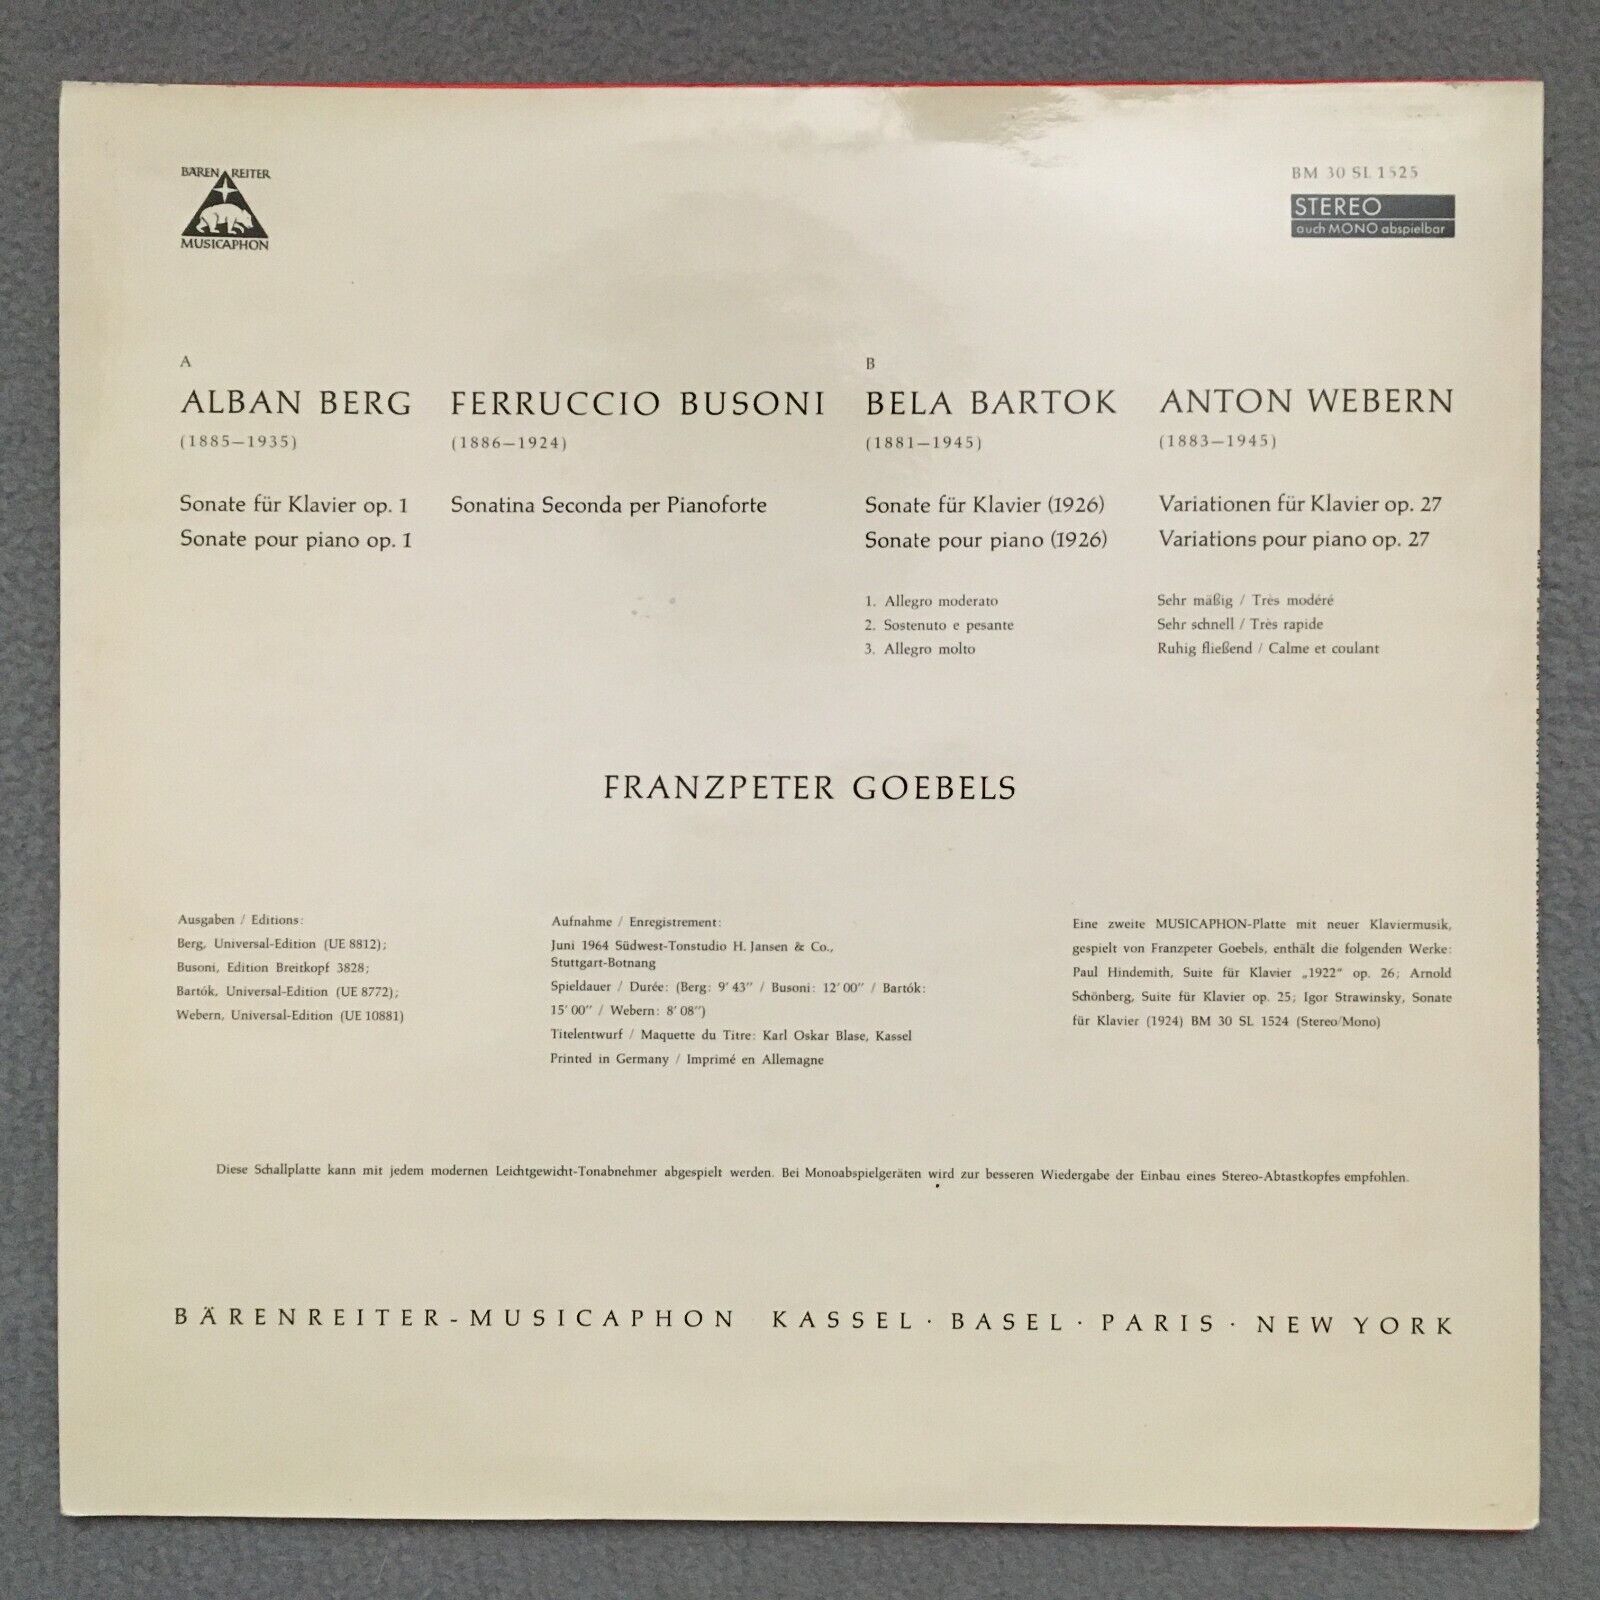 BÄREN REITER
MUSICAPHON
BM 30 SL 1525
STEREO
auch MONO abspielbar
A
ALBAN BERG
(1885–1935)
Sonate für Klavier op. 1
Sonate pour piano op. 1
FERRUCCIO BUSONI
(1886–1924)
Sonatina Seconda per Pianoforte
B
BELA BARTOK
(1881–1945)
Sonate für Klavier (1926)
Sonate pour piano (1926)
1. Allegro moderato
2. Sostenuto e pesante
3. Allegro molto
ANTON WEBERN
(1883–1945)
Variationen für Klavier op. 27
Variations pour piano op. 27
Sehr mäßig / Très modéré
Sehr schnell / Très rapide
Ruhig fließend / Calme et coulant
FRANZPETER GOEBELS
Ausgaben / Editions:
Berg, Universal-Edition (UE 8812);
Busoni, Edition Breitkopf 3828;
Bartók, Universal-Edition (UE 8772);
Webern, Universal-Edition (UE 10881)
Aufnahme / Enregistrement:
Juni 1964 Südwest-Tonstudio H. Jansen & Co.,
Stuttgart-Botnang
Spieldauer / Durée: (Berg: 9′ 43″ / Busoni: 12′ 00″ / Bartók:
15′ 00″ / Webern: 8′ 08″)
Titelentwurf / Maquette du Titre: Karl Oskar Blase, Kassel
Printed in Germany / Imprimé en Allemagne
Eine zweite MUSICAPHON-Platte mit neuer Klaviermusik,
gespielt von Franzpeter Goebels, enthält die folgenden Werke:
Paul Hindemith, Suite für Klavier „1922“ op. 26; Arnold
Schönberg, Suite für Klavier op. 25; Igor Strawinsky, Sonate
für Klavier (1924) BM 30 SL 1524 (Stereo/Mono)
Diese Schallplatte kann mit jedem modernen Leichtgewicht-Tonabnehmer abgespielt werden. Bei Monoabspielgeräten wird zur besseren Wiedergabe der Einbau eines Stereo-Abtastkopfes empfohlen.
BÄRENREITER-MUSICAPHON KASSEL · BASEL · PARIS · NEW YORK